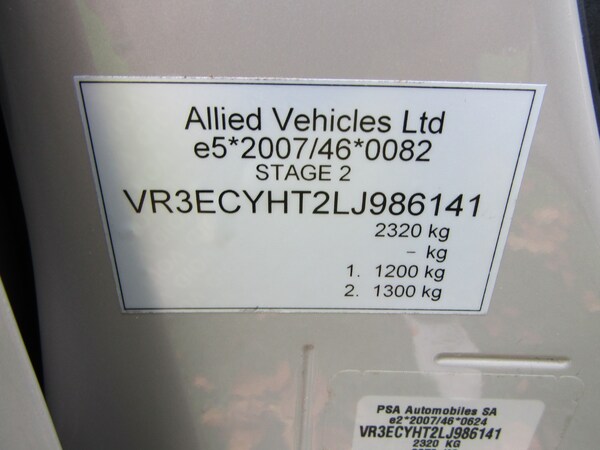 Allied Vehicles Ltd
e5*2007/46*0082
STAGE 2
VR3ECYHT2LJ986141
2320 kg
- kg
1. 1200 kg
2. 1300 kg
PSA Automobiles SA
e2*2007/46*0624
VR3ECYHT2LJ986141
2320 KG